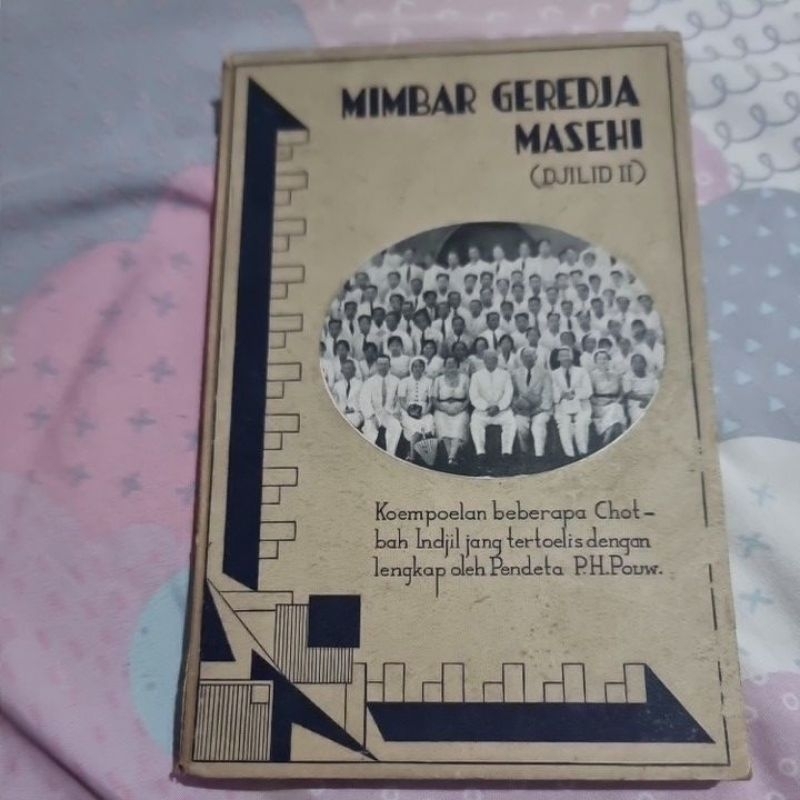 MIMBAR GEREDJA
MASEHI
(DJILID II)
Koempoelan beberapa Chot-
bah Indjil jang tertoelis dengan
lengkap oleh Pendeta P.H.Pouw.